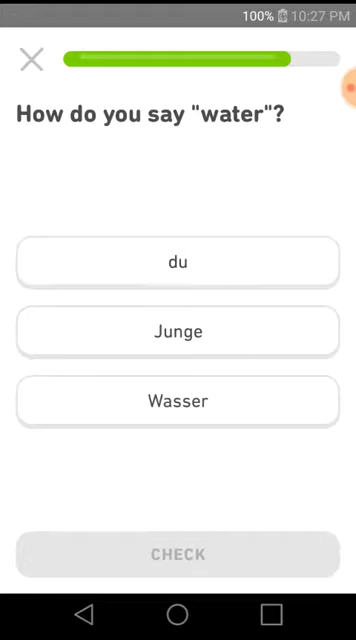 100% 10:27 PM
How do you say "water"?
du
Junge
Wasser
CHECK